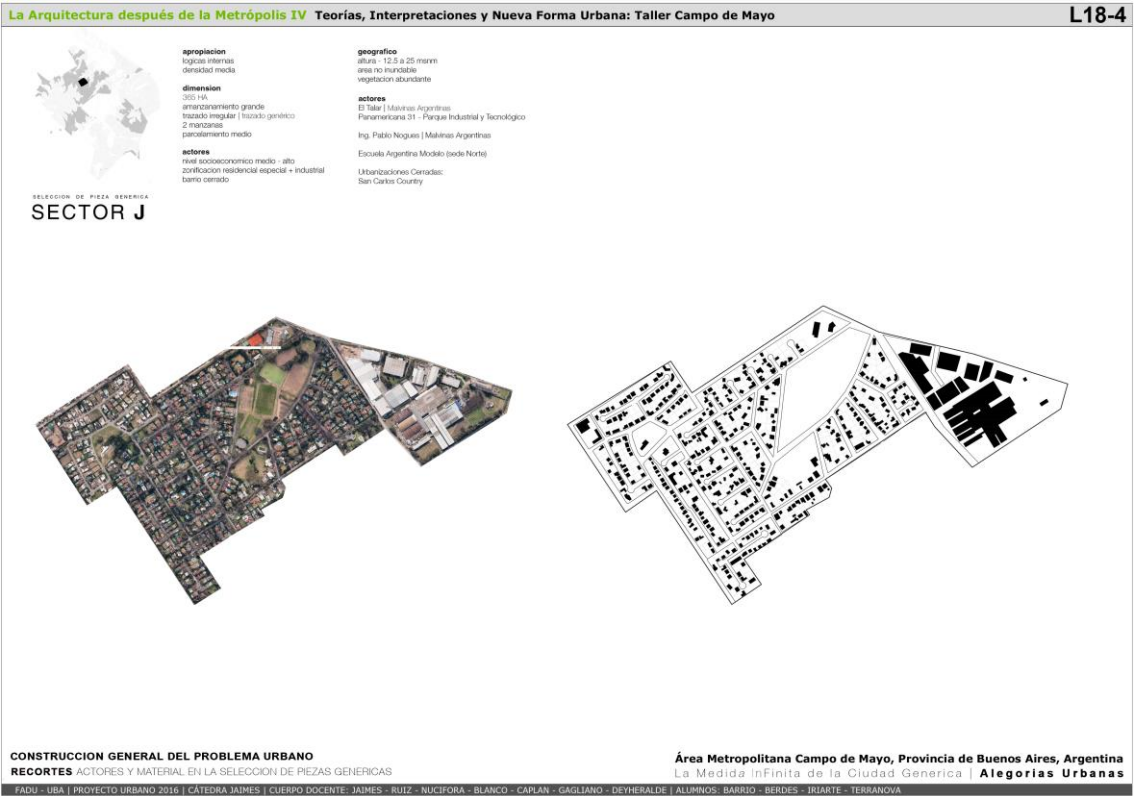 La Arquitectura después de la Metrópolis IV Teorías, Interpretaciones y Nueva Forma Urbana: Taller Campo de Mayo
L18-4
apropiacion
logicas internas
densidad media
dimension
365 HA
amanzanamiento grande
trazado irregular | trazado genérico
2 manzanas
parcelamiento medio
actores
nivel socioeconomico medio - alto
zonificacion residencial especial + industrial
barrio cerrado
geografico
altura - 12.5 a 25 msnm
area no inundable
vegetacion abundante
actores
El Talar | Malvinas Argentinas
Panamericana 31 - Parque Industrial y Tecnológico
Ing. Pablo Nogues | Malvinas Argentinas
Escuela Argentina Modelo (sede Norte)
Urbanizaciones Cerradas:
San Carlos Country
SELECCION DE PIEZA GENERICA
SECTOR J
CONSTRUCCION GENERAL DEL PROBLEMA URBANO
RECORTES ACTORES Y MATERIAL EN LA SELECCION DE PIEZAS GENERICAS
Área Metropolitana Campo de Mayo, Provincia de Buenos Aires, Argentina
La Medida InFinita de la Ciudad Generica | Alegorias Urbanas
FADU - UBA | PROYECTO URBANO 2016 | CÁTEDRA JAIMES | CUERPO DOCENTE: JAIMES - RUIZ - NUCIFORA - BLANCO - CAPLAN - GAGLIANO - DEYHERALDE | ALUMNOS: BARRIO - BERDES - IRIARTE - TERRANOVA